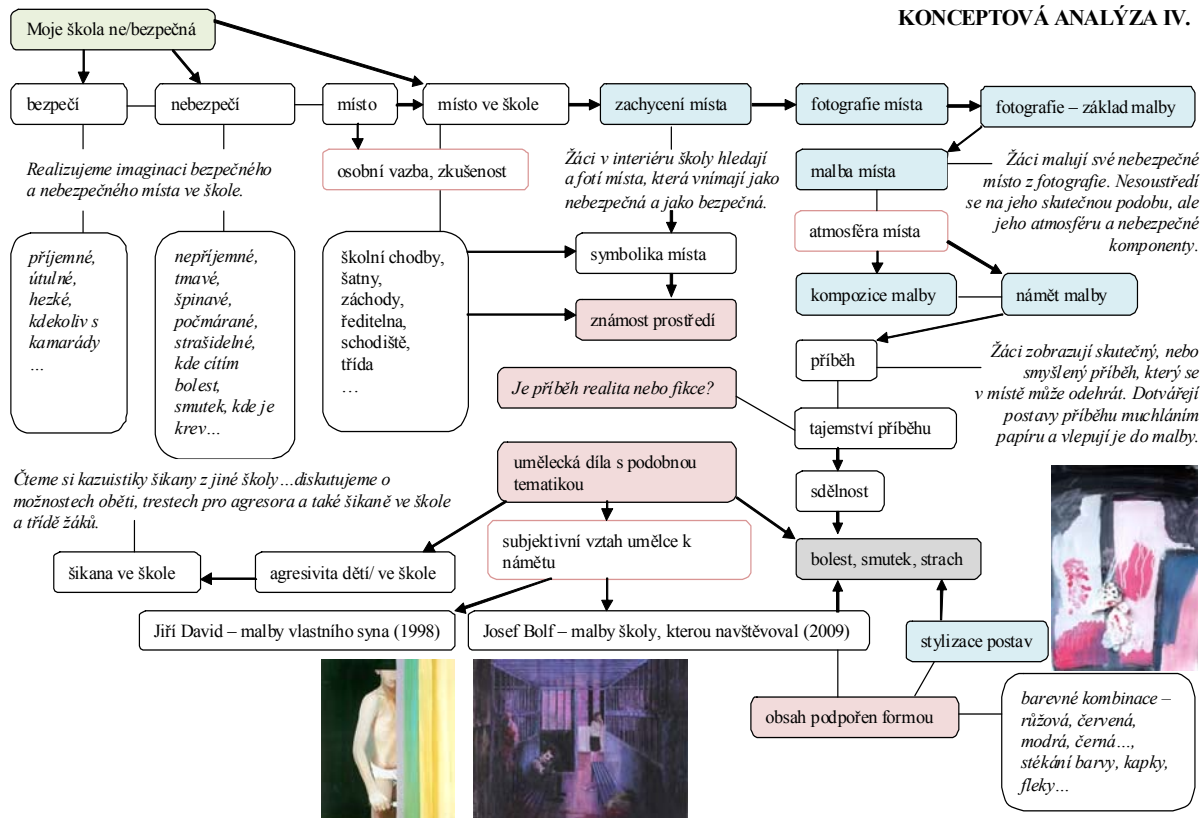 KONCEPTOVÁ ANALÝZA IV.
Moje škola ne/bezpečná
bezpečí
nebezpečí
místo
místo ve škole
zachycení místa
fotografie místa
fotografie – základ malby
Realizujeme imaginaci bezpečného
a nebezpečného místa ve škole.
osobní vazba, zkušenost
Žáci v interiéru školy hledají
a fotí místa, která vnímají jako
nebezpečná a jako bezpečná.
malba místa
Žáci malují své nebezpečné
místo z fotografie. Nesoustředí
se na jeho skutečnou podobu, ale
jeho atmosféru a nebezpečné
komponenty.
atmosféra místa
příjemné,
útulné,
hezké,
kdekoliv s
kamarády
…
nepříjemné,
tmavé,
špinavé,
počmárané,
strašidelné,
kde cítím
bolest,
smutek, kde je
krev…
školní chodby,
šatny,
záchody,
ředitelna,
schodiště,
třída
…
symbolika místa
známost prostředí
kompozice malby
námět malby
příběh
Žáci zobrazují skutečný, nebo
smyšlený příběh, který se
v místě může odehrát. Dotvářejí
postavy příběhu muchláním
papíru a vlepují je do malby.
Je příběh realita nebo fikce?
tajemství příběhu
umělecká díla s podobnou
tematikou
sdělnost
Čteme si kazuistiky šikany z jiné školy…diskutujeme o
možnostech oběti, trestech pro agresora a také šikaně ve škole
a třídě žáků.
subjektivní vztah umělce k
námětu
bolest, smutek, strach
šikana ve škole
agresivita dětí/ ve škole
Jiří David – malby vlastního syna (1998)
Josef Bolf – malby školy, kterou navštěvoval (2009)
stylizace postav
obsah podpořen formou
barevné kombinace –
růžová, červená,
modrá, černá…,
stékání barvy, kapky,
fleky…